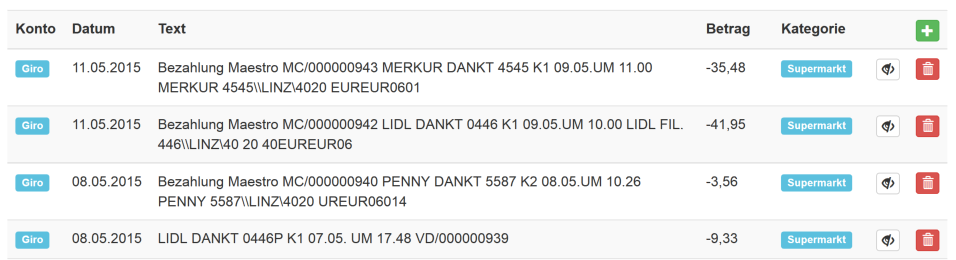 Konto Datum Text Betrag Kategorie
Giro 11.05.2015 Bezahlung Maestro MC/000000943 MERKUR DANKT 4545 K1 09.05.UM 11.00 -35,48 Supermarkt
MERKUR 4545\\LINZ\4020 EUREUR0601
Giro 11.05.2015 Bezahlung Maestro MC/000000942 LIDL DANKT 0446 K1 09.05.UM 10.00 LIDL FIL. -41,95 Supermarkt
446\\LINZ\40 20 40EUREUR06
Giro 08.05.2015 Bezahlung Maestro MC/000000940 PENNY DANKT 5587 K2 08.05.UM 10.26 -3,56 Supermarkt
PENNY 5587\\LINZ\4020 UREUR06014
Giro 08.05.2015 LIDL DANKT 0446P K1 07.05. UM 17.48 VD/000000939 -9,33 Supermarkt